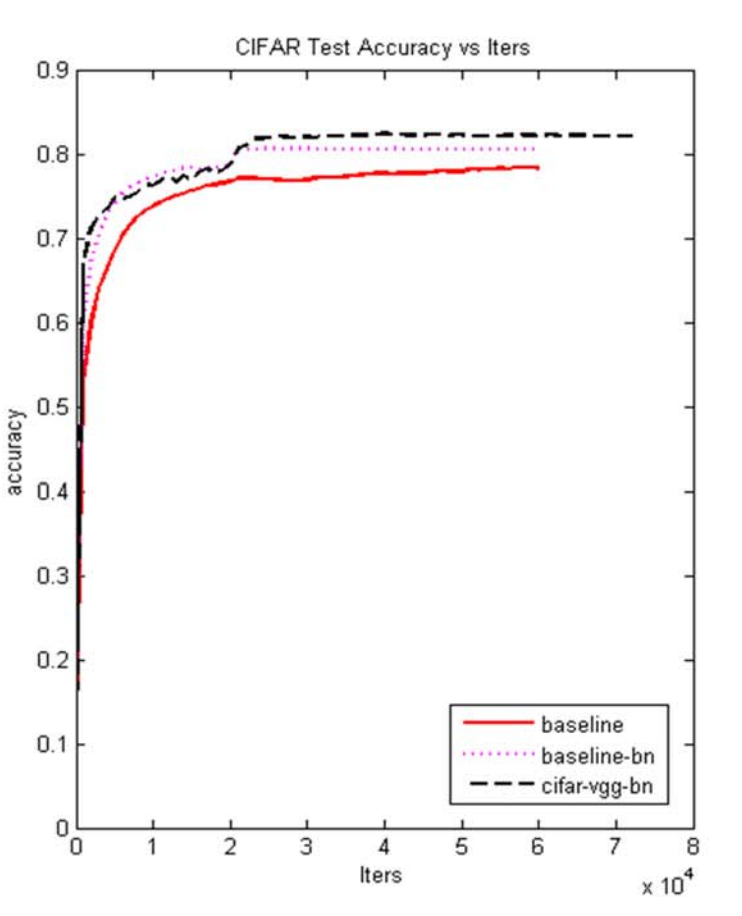 CIFAR Test Accuracy vs Iters
0.9
0.8
0.7
0.6
0.5
0.4
0.3
0.2
0.1
0
accuracy
baseline
baseline-bn
cifar-vgg-bn
0 1 2 3 4 5 6 7 8
Iters
x 10^4